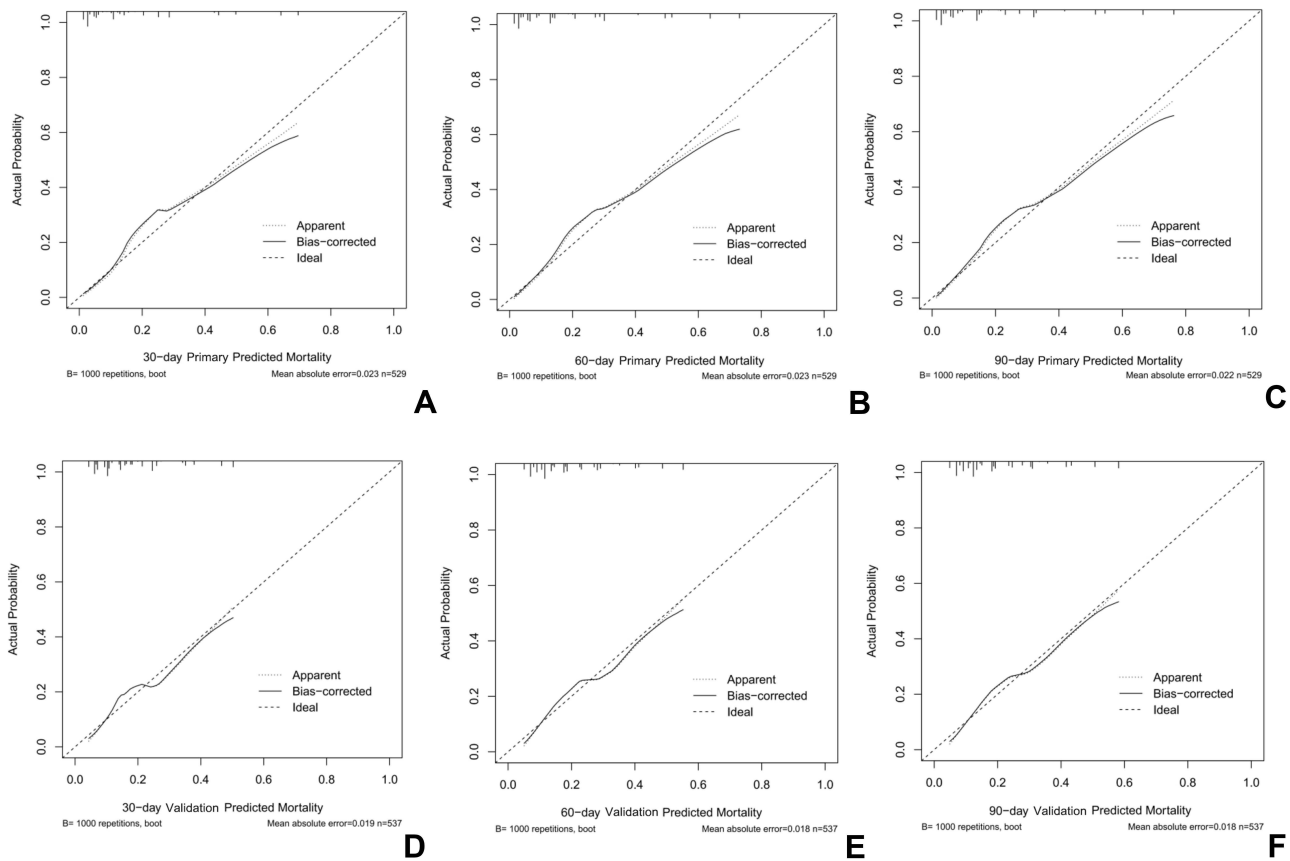 1.0
0.8
0.6
0.4
0.2
0.0
Actual Probability
Apparent
Bias-corrected
Ideal
0.0 0.2 0.4 0.6 0.8 1.0
30-day Primary Predicted Mortality
B= 1000 repetitions, boot Mean absolute error=0.023 n=529
A
1.0
0.8
0.6
0.4
0.2
0.0
Actual Probability
Apparent
Bias-corrected
Ideal
0.0 0.2 0.4 0.6 0.8 1.0
60-day Primary Predicted Mortality
B= 1000 repetitions, boot Mean absolute error=0.023 n=529
B
1.0
0.8
0.6
0.4
0.2
0.0
Actual Probability
Apparent
Bias-corrected
Ideal
0.0 0.2 0.4 0.6 0.8 1.0
90-day Primary Predicted Mortality
B= 1000 repetitions, boot Mean absolute error=0.022 n=529
C
1.0
0.8
0.6
0.4
0.2
0.0
Actual Probability
Apparent
Bias-corrected
Ideal
0.0 0.2 0.4 0.6 0.8 1.0
30-day Validation Predicted Mortality
B= 1000 repetitions, boot Mean absolute error=0.019 n=537
D
1.0
0.8
0.6
0.4
0.2
0.0
Actual Probability
Apparent
Bias-corrected
Ideal
0.0 0.2 0.4 0.6 0.8 1.0
60-day Validation Predicted Mortality
B= 1000 repetitions, boot Mean absolute error=0.018 n=537
E
1.0
0.8
0.6
0.4
0.2
0.0
Actual Probability
Apparent
Bias-corrected
Ideal
0.0 0.2 0.4 0.6 0.8 1.0
90-day Validation Predicted Mortality
B= 1000 repetitions, boot Mean absolute error=0.018 n=537
F